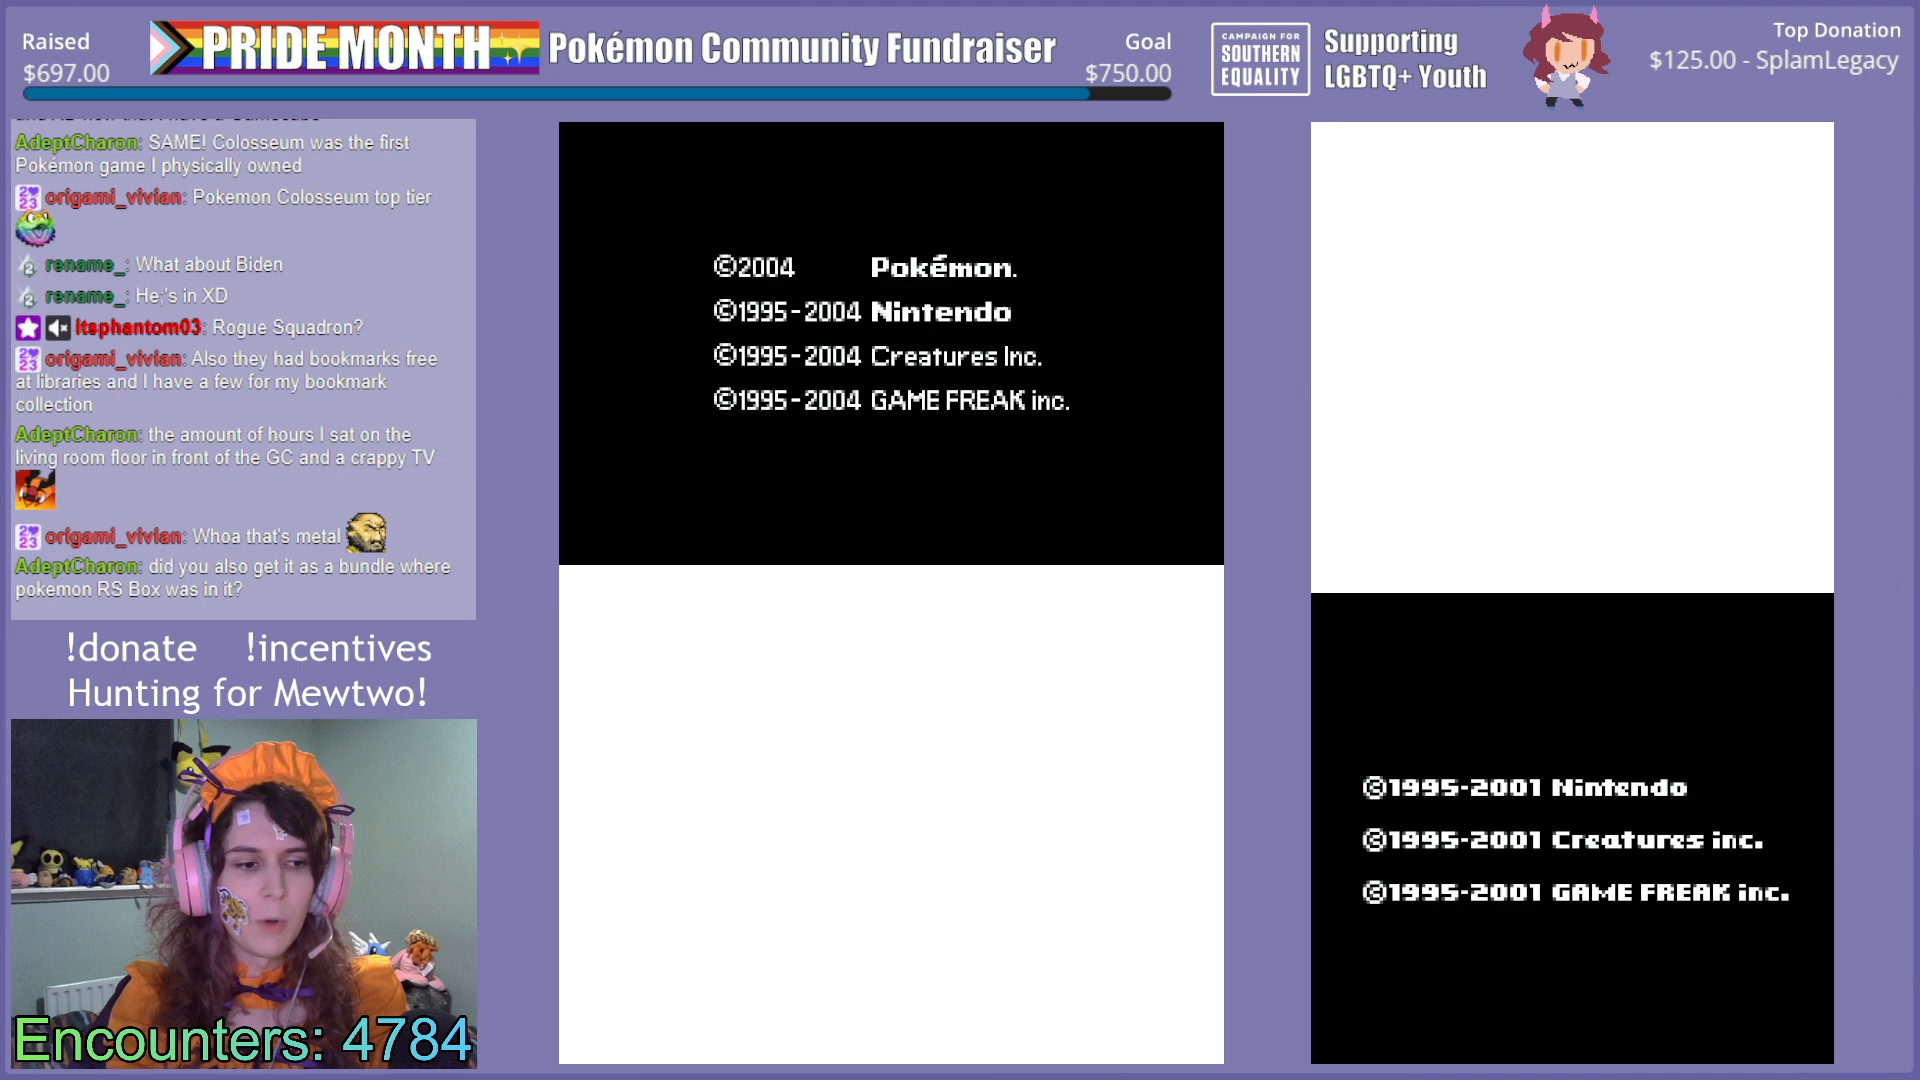 Raised
$697.00
PRIDE MONTH
Pokémon Community Fundraiser
Goal
$750.00
CAMPAIGN FOR
SOUTHERN
EQUALITY
Supporting
LGBTQ+ Youth
Top Donation
$125.00 - SplamLegacy
AdeptCharon: SAME! Colosseum was the first
Pokémon game I physically owned
origami_vivian: Pokemon Colosseum top tier
rename_: What about Biden
rename_: He;'s in XD
Itsphantom03: Rogue Squadron?
origami_vivian: Also they had bookmarks free
at libraries and I have a few for my bookmark
collection
AdeptCharon: the amount of hours I sat on the
living room floor in front of the GC and a crappy TV
origami_vivian: Whoa that's metal
AdeptCharon: did you also get it as a bundle where
pokemon RS Box was in it?
!donate !incentives
Hunting for Mewtwo!
Encounters: 4784
©2004 Pokémon.
©1995-2004 Nintendo
©1995-2004 Creatures Inc.
©1995-2004 GAME FREAK inc.
©1995-2001 Nintendo
©1995-2001 Creatures inc.
©1995-2001 GAME FREAK inc.